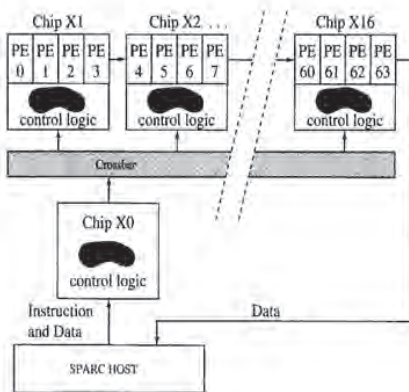 Chip X1
Chip X2 . . .
Chip X16
PE PE PE PE
0 1 2 3
PE PE PE PE
4 5 6 7
PE PE PE PE
60 61 62 63
control logic
control logic
control logic
Crossbar
Chip X0
control logic
Instruction
and Data
Data
SPARC HOST